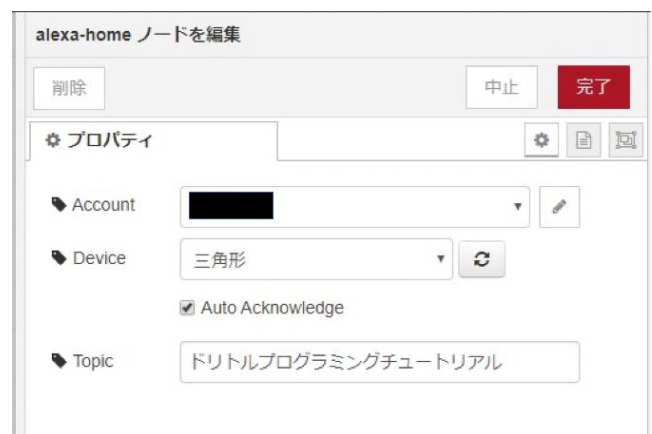 alexa-home ノードを編集
削除 中止 完了
プロパティ
Account
Device 三角形
Auto Acknowledge
Topic ドリトルプログラミングチュートリアル